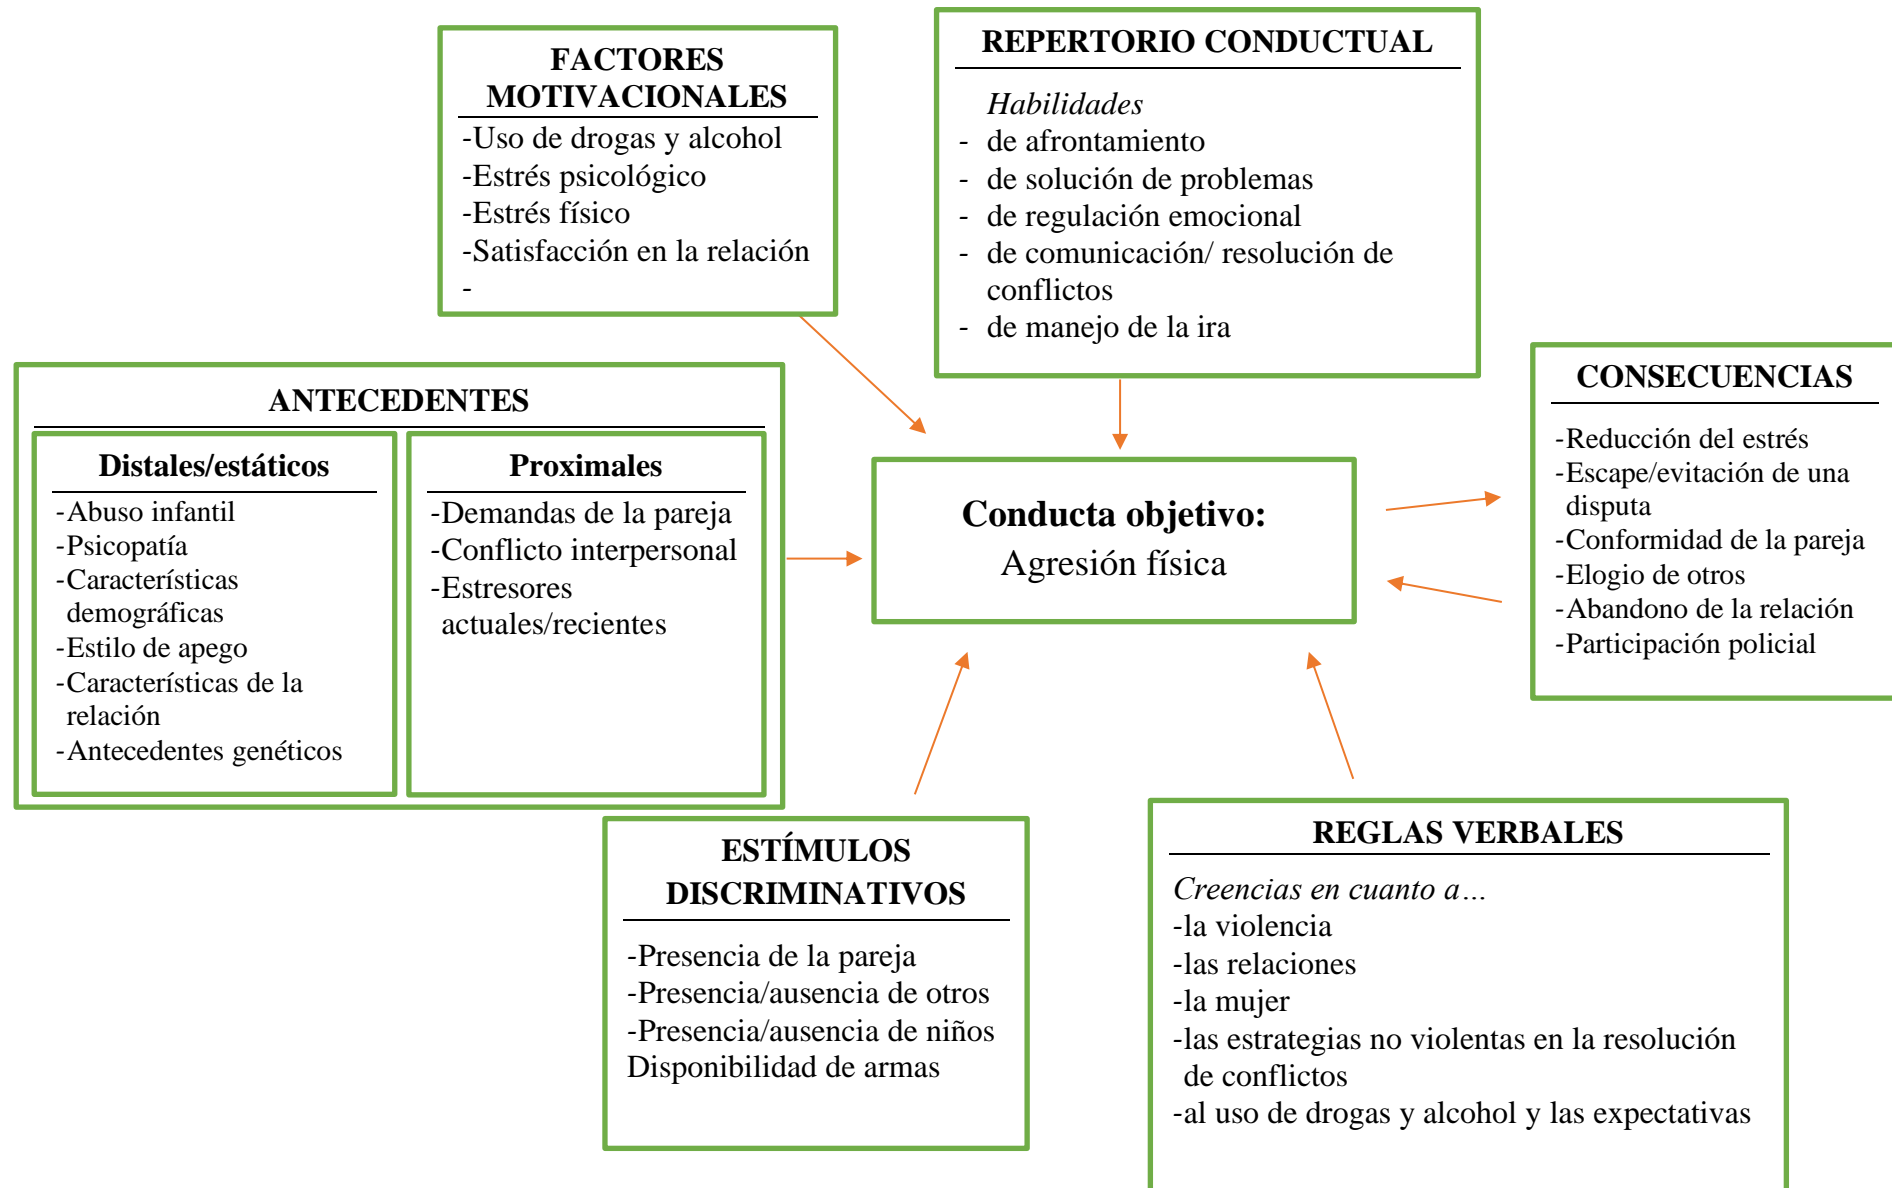 FACTORES
MOTIVACIONALES
-Uso de drogas y alcohol
-Estrés psicológico
-Estrés físico
-Satisfacción en la relación
-
REPERTORIO CONDUCTUAL
Habilidades
- de afrontamiento
- de solución de problemas
- de regulación emocional
- de comunicación/ resolución de
conflictos
- de manejo de la ira
ANTECEDENTES
Distales/estáticos
-Abuso infantil
-Psicopatía
-Característicís
demográficas
-Estilo de apego
-Característicís de la
relación
-Antecedentes genéticos
Proximales
-Demandas de la pareja
-Conflicto interpersonal
-Estresores
actuales/recientes
Conducta objetivo:
Agresión física
CONSECUENCIAS
-Reducción del estrés
-Escape/evitación de una
disputa
-Conformidad de la pareja
-Elogio de otros
-Abandono de la relación
-Participación policial
ESTÍMULOS
DISCRIMINATIVOS
-Presencia de la pareja
-Presencia/ausencia de otros
-Presencia/ausencia de niños
Disponibilidad de armas
REGLAS VERBALES
Creencias en cuanto a…
-la violencia
-las relaciones
-la mujer
-las estrategias no violentas en la resolución
de conflictos
-al uso de drogas y alcohol y las expectativas